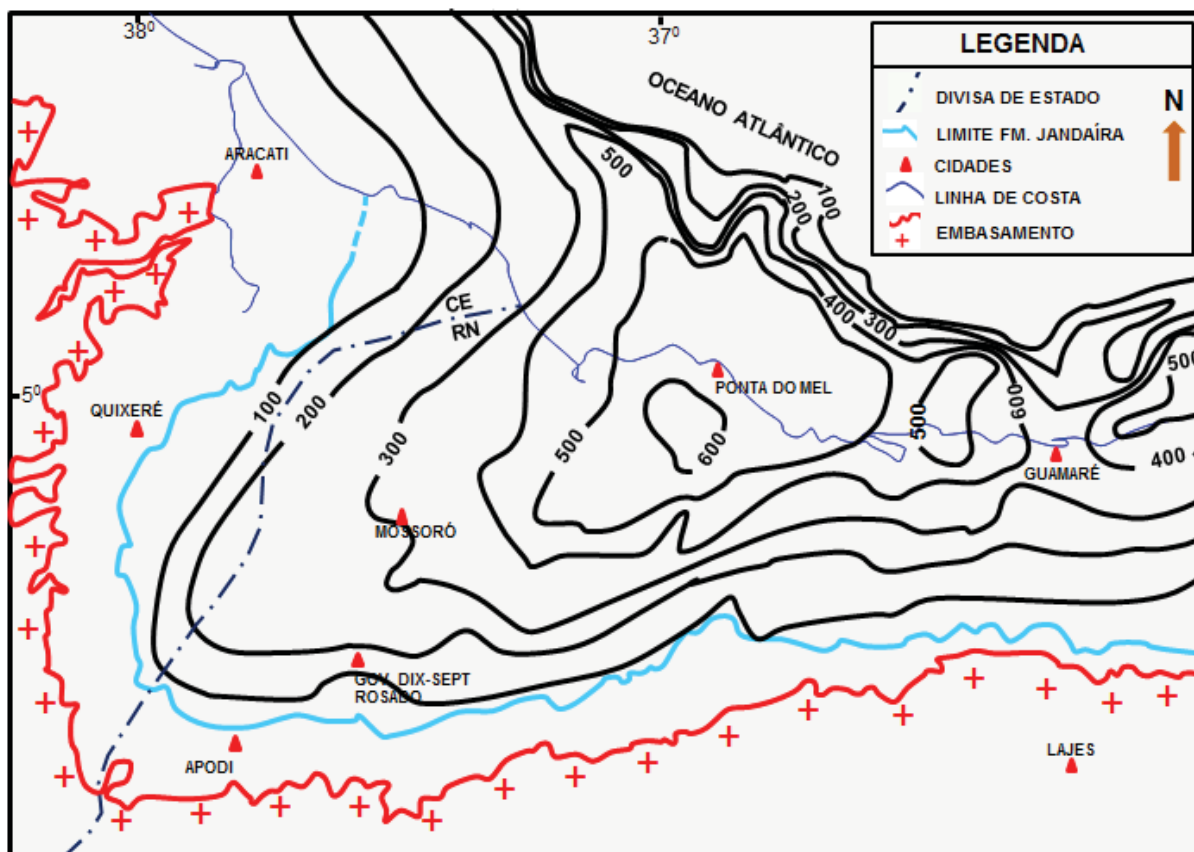 38⁰
37⁰
LEGENDA
DIVISA DE ESTADO
LIMITE FM. JANDAÍRA
CIDADES
LINHA DE COSTA
EMBASAMENTO
N
OCEANO ATLÂNTICO
ARACATI
500
100
200
CE
RN
400
300
5⁰
QUIXERÉ
100
200
300
500
PONTA DO MEL
600
500
600
500
400
GUAMARÉ
MOSSORÓ
GOV. DIX-SEPT
ROSADO
APODI
LAJES